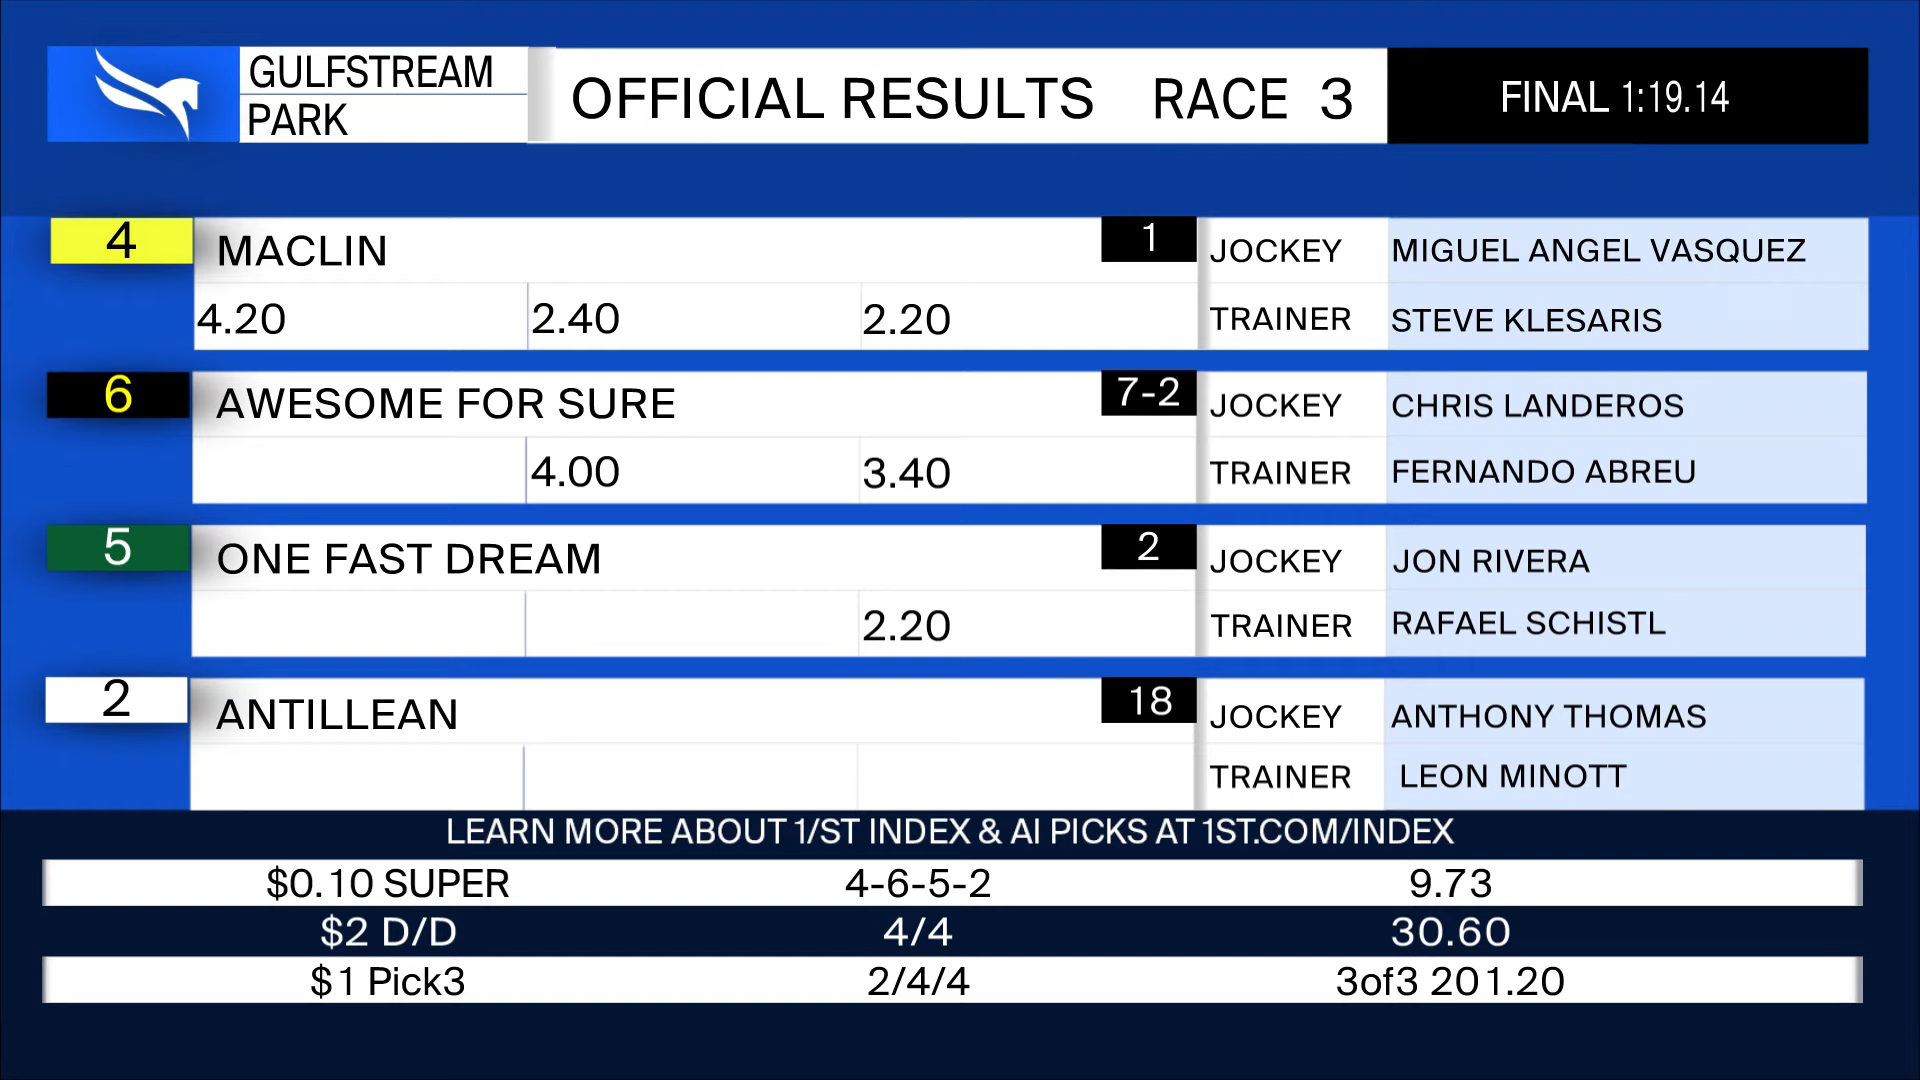 GULFSTREAM
PARK
OFFICIAL RESULTS RACE 3
FINAL 1:19.14
4 MACLIN 1 JOCKEY MIGUEL ANGEL VASQUEZ
4.20 2.40 2.20 TRAINER STEVE KLESARIS
6 AWESOME FOR SURE 7-2 JOCKEY CHRIS LANDEROS
4.00 3.40 TRAINER FERNANDO ABREU
5 ONE FAST DREAM 2 JOCKEY JON RIVERA
2.20 TRAINER RAFAEL SCHISTL
2 ANTILLEAN 18 JOCKEY ANTHONY THOMAS
TRAINER LEON MINOTT
LEARN MORE ABOUT 1/ST INDEX & AI PICKS AT 1ST.COM/INDEX
$0.10 SUPER 4-6-5-2 9.73
$2 D/D 4/4 30.60
$1 Pick3 2/4/4 3of3 201.20